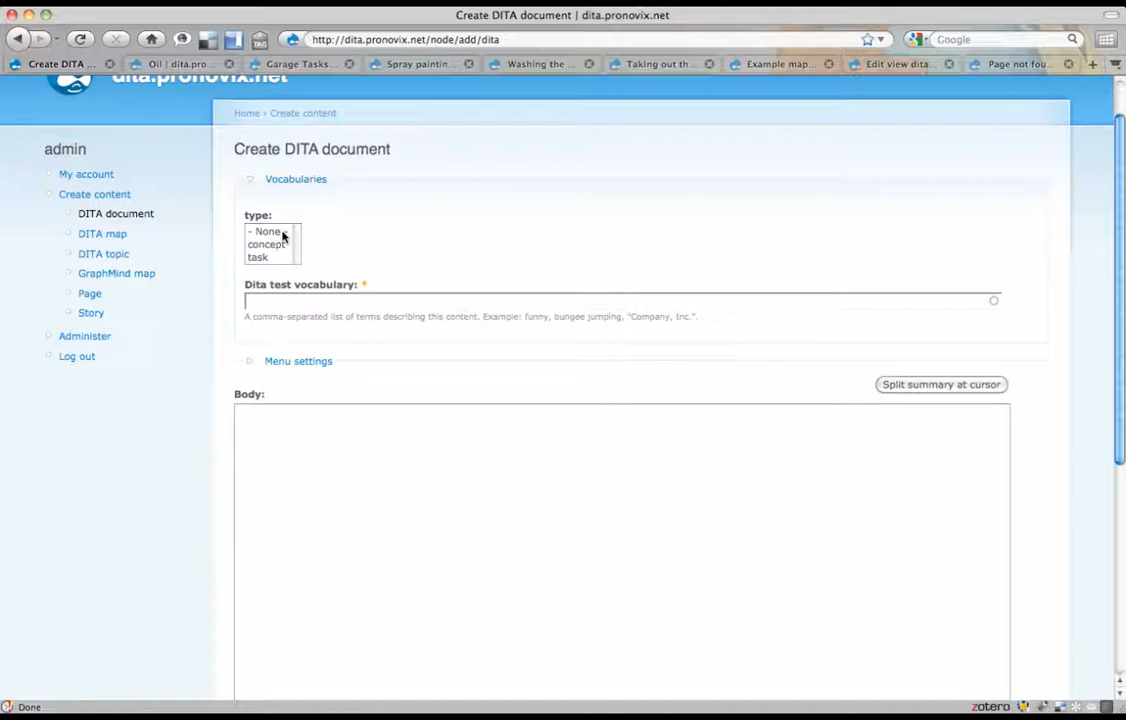 Create DITA document | dita.pronovix.net
http://dita.pronovix.net/node/add/dita
Google
TAG
Create DITA ...
Oil | dita.pro...
Garage Tasks...
Spray paintin...
Washing the ...
Taking out th...
Example map...
Edit view dita...
Page not fou...
dita.pronovix.net
Home › Create content
admin
My account
Create content
DITA document
DITA map
DITA topic
GraphMind map
Page
Story
Administer
Log out
Create DITA document
Vocabularies
type:
- None -
concept
task
Dita test vocabulary: *
A comma-separated list of terms describing this content. Example: funny, bungee jumping, "Company, Inc.".
Menu settings
Split summary at cursor
Body:
Done
zotero